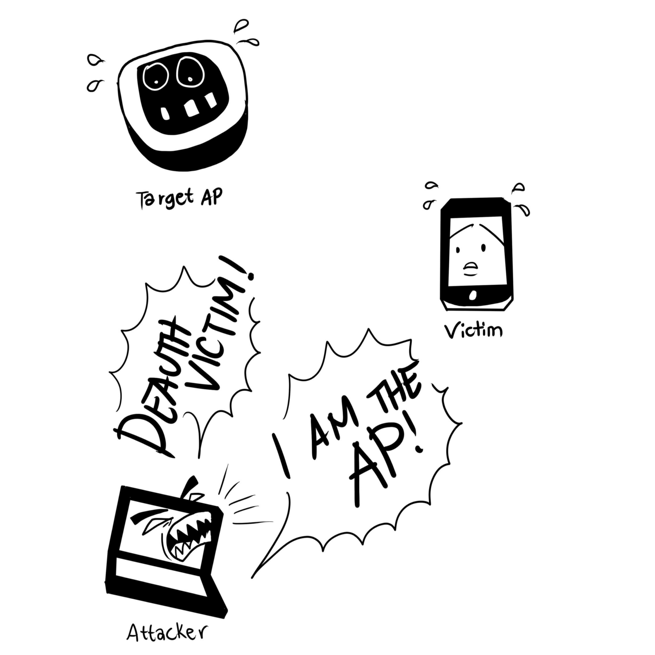 Target AP
Victim
DEAUTH
VICTIM!
I AM THE
AP!
Attacker